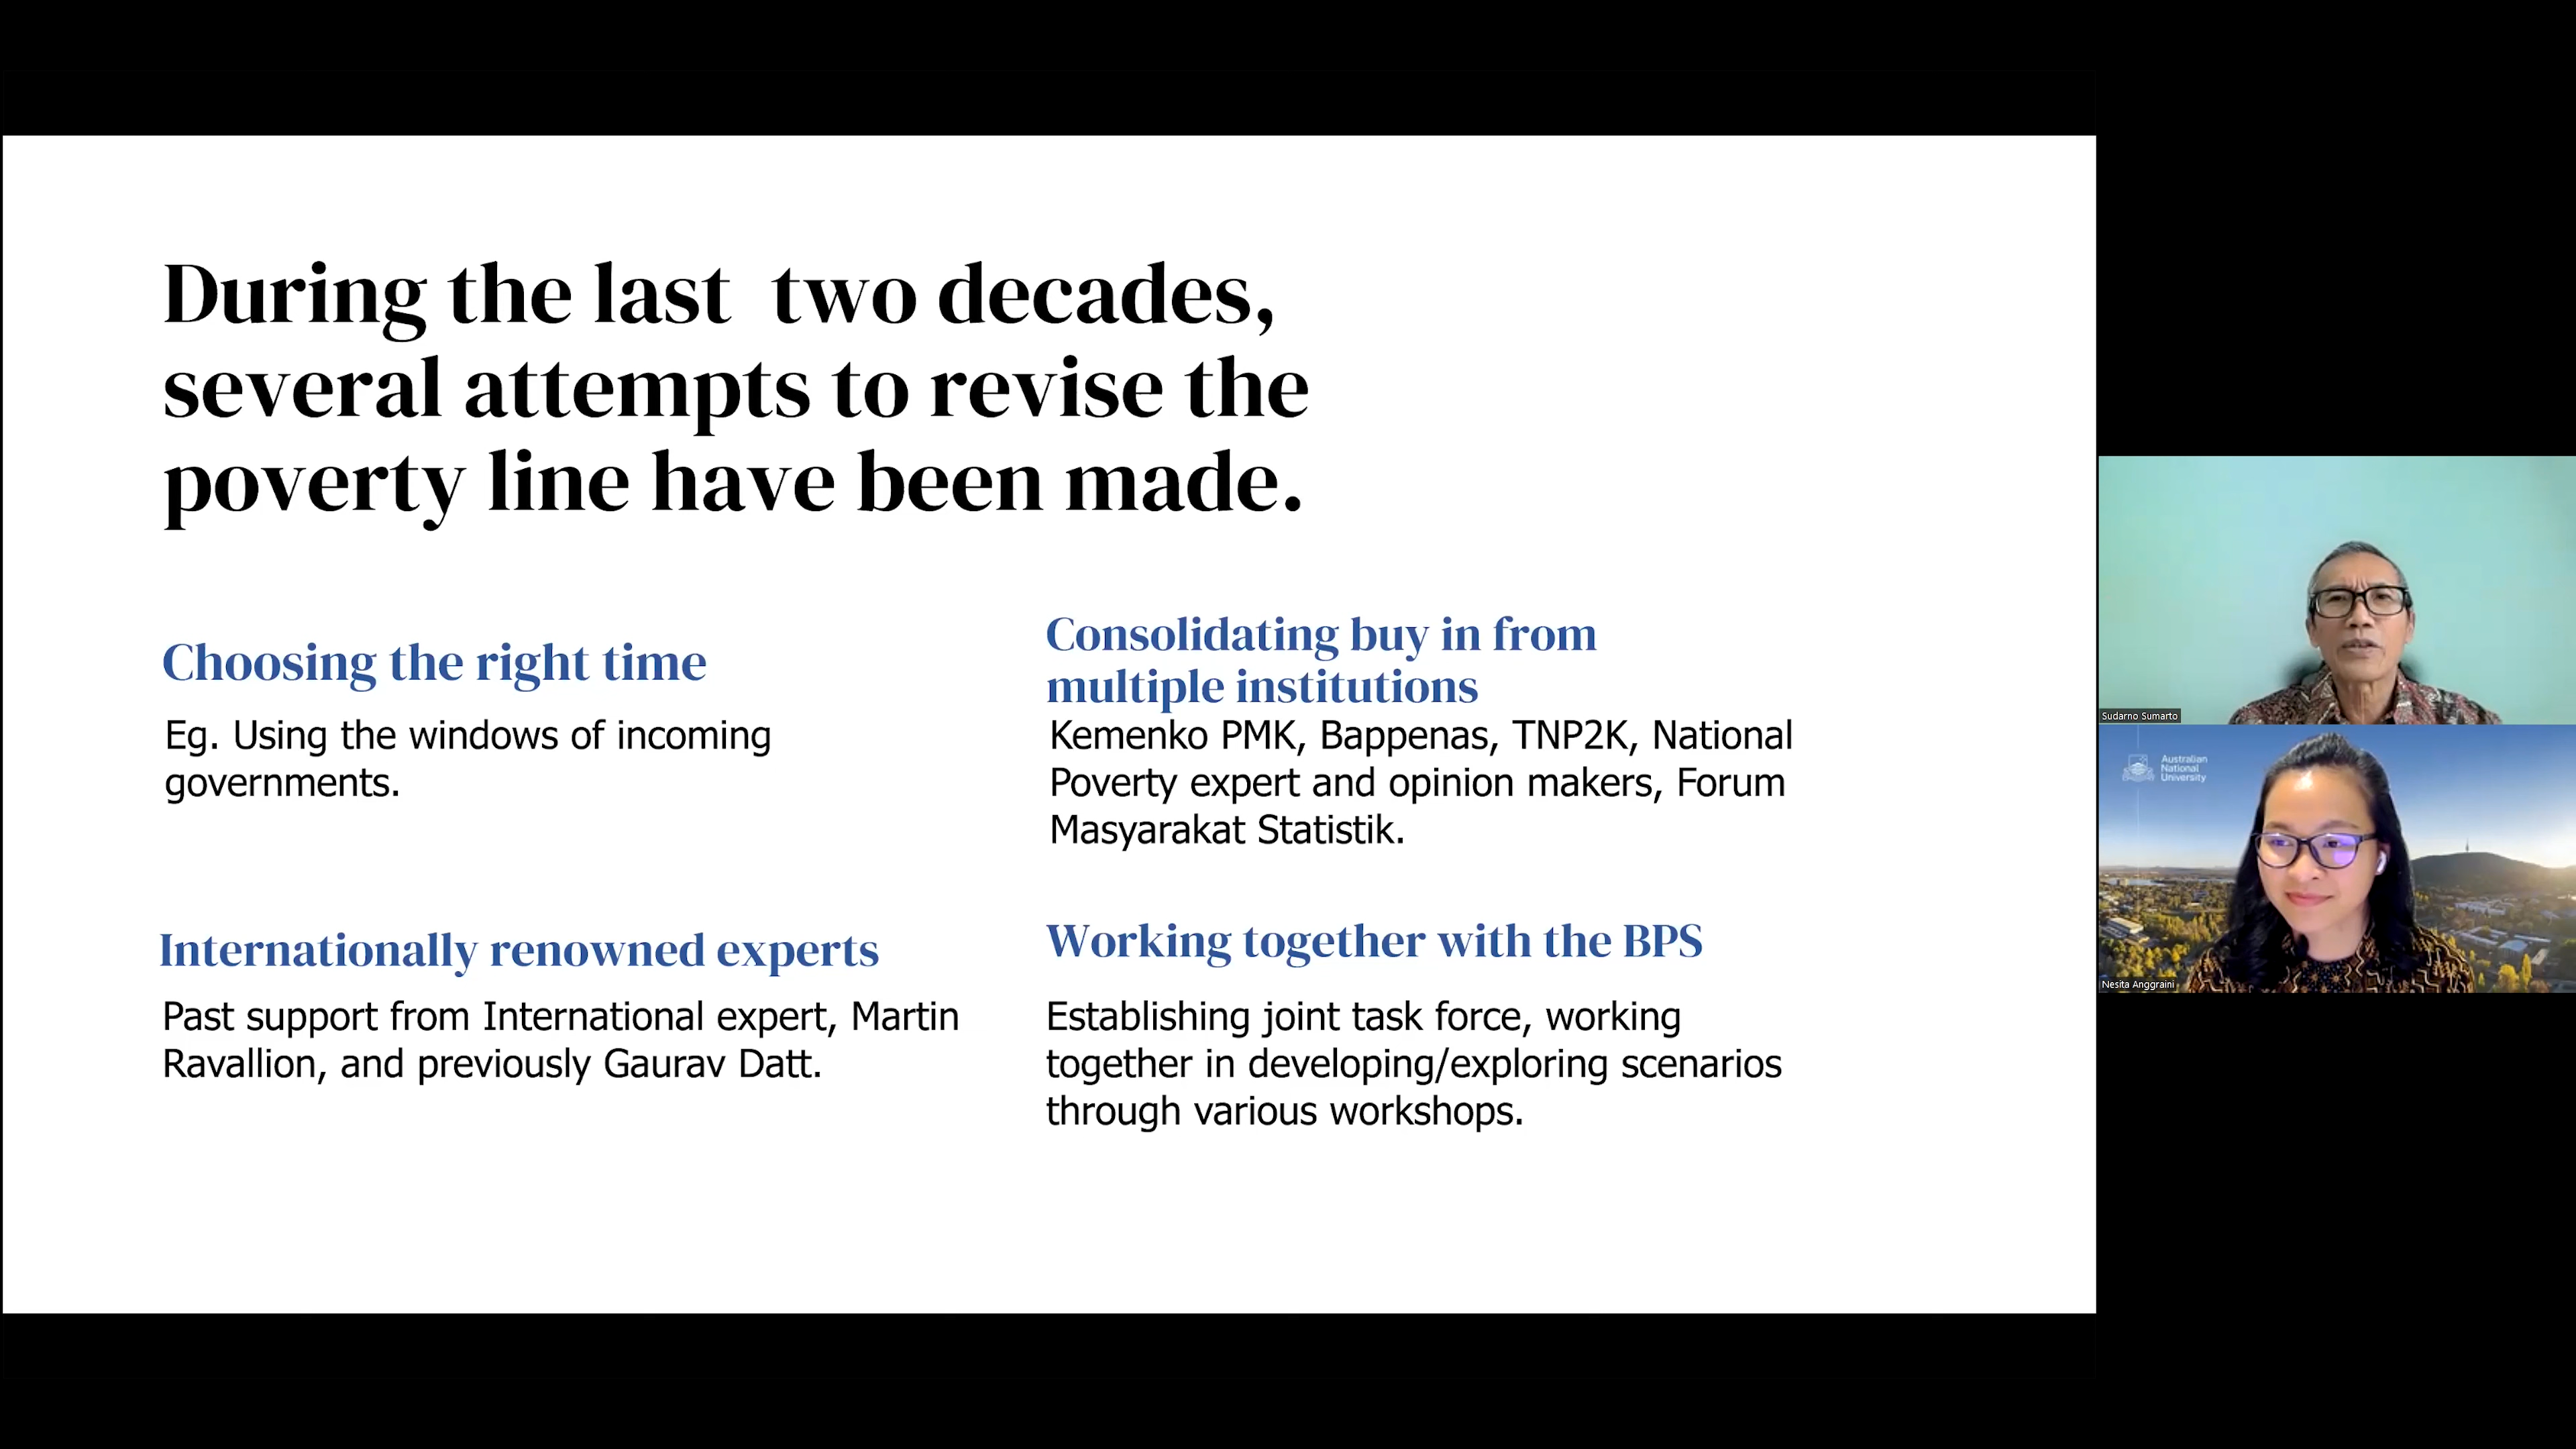 During the last two decades,
several attempts to revise the
poverty line have been made.
Choosing the right time
Eg. Using the windows of incoming
governments.
Consolidating buy in from
multiple institutions
Kemenko PMK, Bappenas, TNP2K, National
Poverty expert and opinion makers, Forum
Masyarakat Statistik.
Internationally renowned experts
Past support from International expert, Martin
Ravallion, and previously Gaurav Datt.
Working together with the BPS
Establishing joint task force, working
together in developing/exploring scenarios
through various workshops.
Sudarno Sumarto
Australian
National
University
Nesita Anggraini